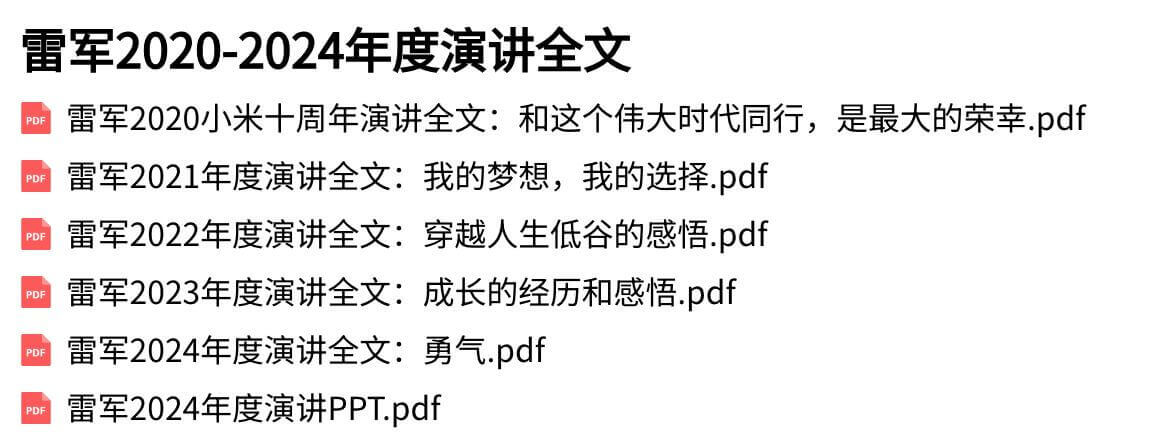 雷军2020-2024年度演讲全文
PDF 雷军2020小米十周年演讲全文：和这个伟大时代同行，是最大的荣幸.pdf
PDF 雷军2021年度演讲全文：我的梦想，我的选择.pdf
PDF 雷军2022年度演讲全文：穿越人生低谷的感悟.pdf
PDF 雷军2023年度演讲全文：成长的经历和感悟.pdf
PDF 雷军2024年度演讲全文：勇气.pdf
PDF 雷军2024年度演讲PPT.pdf